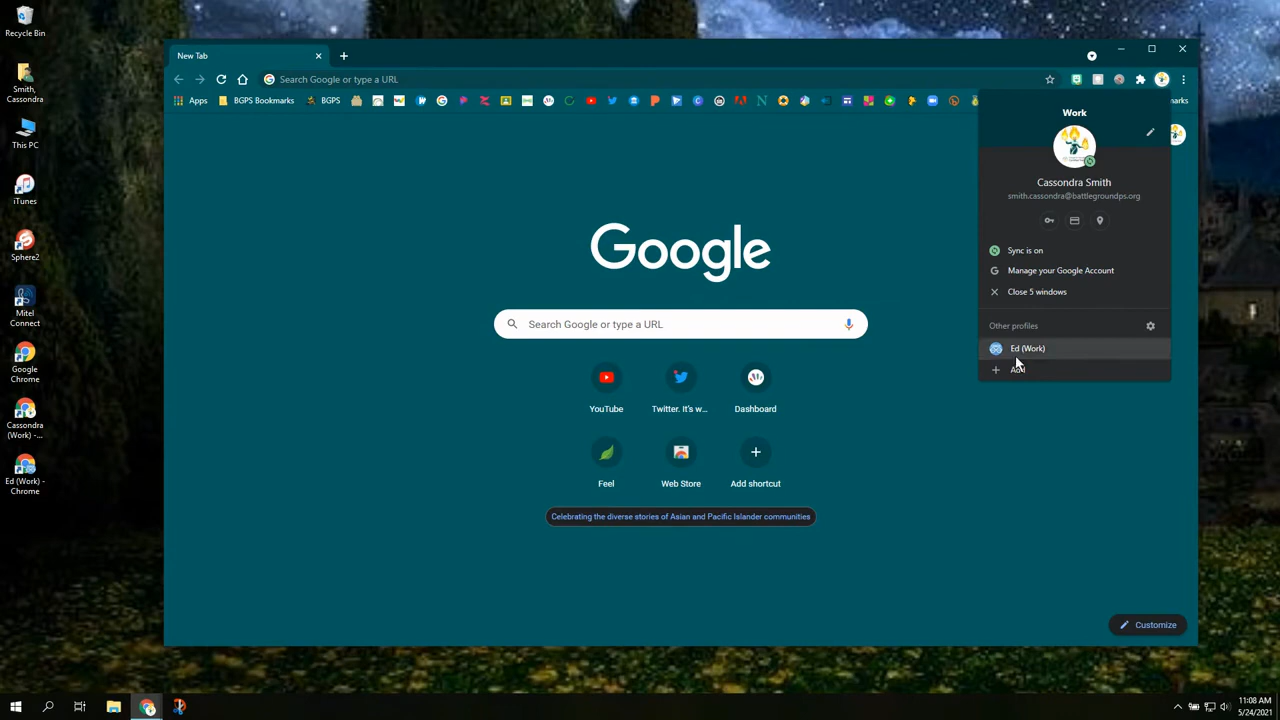 Recycle Bin
Smith,
Cassondra
This PC
iTunes
Sphere2
Mitel
Connect
Google
Chrome
Cassondra
(Work) -...
Ed (Work) -
Chrome
New Tab
Search Google or type a URL
Apps
BGPS Bookmarks
BGPS
Work
Cassondra Smith
smith.cassondra@battlegroundps.org
Sync is on
Manage your Google Account
Close 5 windows
Other profiles
Ed (Work)
Add
Google
Search Google or type a URL
YouTube
Twitter. It's w...
Dashboard
Feel
Web Store
Add shortcut
Celebrating the diverse stories of Asian and Pacific Islander communities
Customize
11:08 AM
5/24/2021